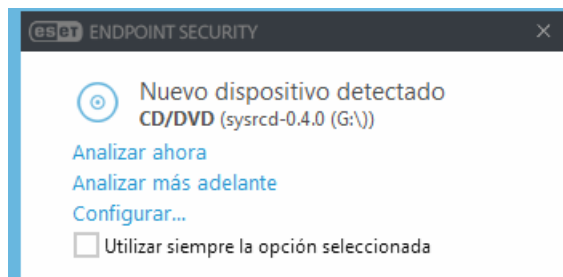 eset ENDPOINT SECURITY
Nuevo dispositivo detectado
CD/DVD (sysrcd-0.4.0 (G:\))
Analizar ahora
Analizar más adelante
Configurar...
Utilizar siempre la opción seleccionada